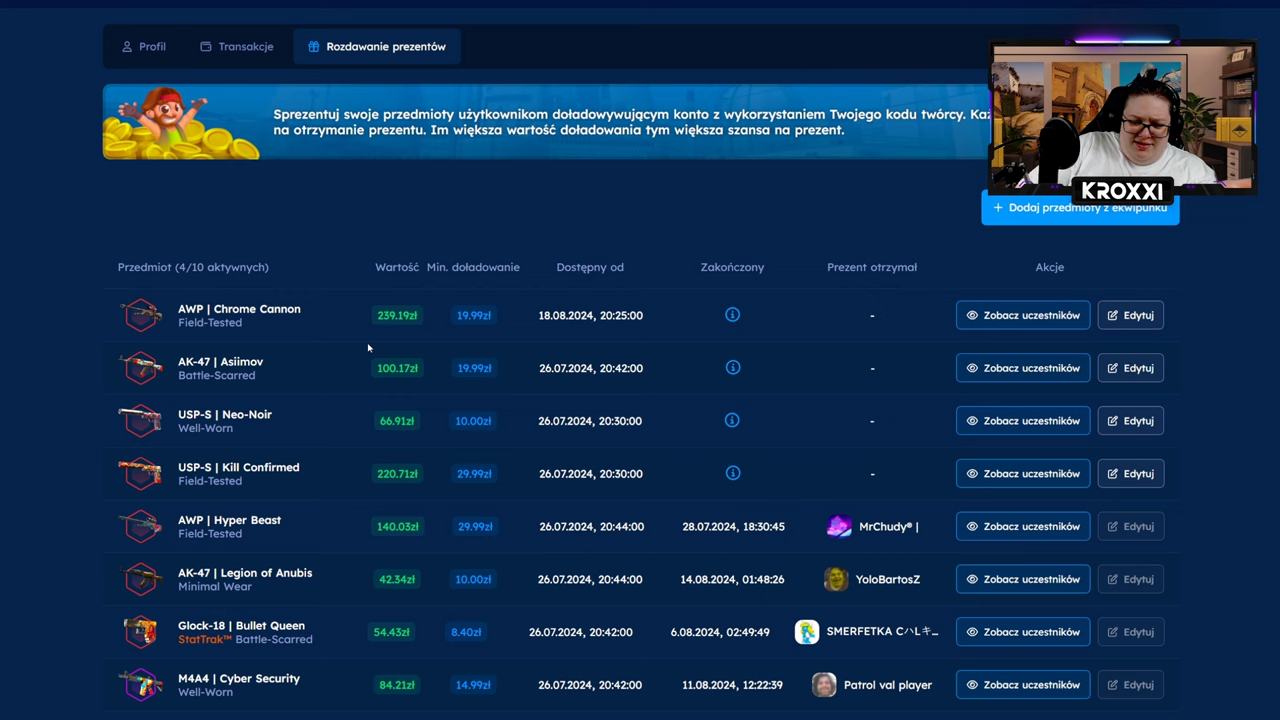 Profil
Transakcje
Rozdawanie prezentów
Sprezentuj swoje przedmioty użytkownikom doładowywującym konto z wykorzystaniem Twojego kodu twórcy.
na otrzymanie prezentu. Im większa wartość doładowania tym większa szansa na prezent.
KROXXI
+ Dodaj przedmioty z ekwipunku
Przedmiot (4/10 aktywnych) Wartość Min. doładowanie Dostępny od Zakończony Prezent otrzymał Akcje
AWP | Chrome Cannon
Field-Tested
239.19zł 19.99zł 18.08.2024, 20:25:00 - Zobacz uczestników Edytuj
AK-47 | Asiimov
Battle-Scarred
100.17zł 19.99zł 26.07.2024, 20:42:00 - Zobacz uczestników Edytuj
USP-S | Neo-Noir
Well-Worn
66.91zł 10.00zł 26.07.2024, 20:30:00 - Zobacz uczestników Edytuj
USP-S | Kill Confirmed
Field-Tested
220.71zł 29.99zł 26.07.2024, 20:30:00 - Zobacz uczestników Edytuj
AWP | Hyper Beast
Field-Tested
140.03zł 29.99zł 26.07.2024, 20:44:00 28.07.2024, 18:30:45 MrChudy® | Zobacz uczestników Edytuj
AK-47 | Legion of Anubis
Minimal Wear
42.34zł 10.00zł 26.07.2024, 20:44:00 14.08.2024, 01:48:26 YoloBartosZ Zobacz uczestników Edytuj
Glock-18 | Bullet Queen
StatTrak™ Battle-Scarred
54.43zł 8.40zł 26.07.2024, 20:42:00 6.08.2024, 02:49:49 SMERFETKA CハLキ... Zobacz uczestników Edytuj
M4A4 | Cyber Security
Well-Worn
84.21zł 14.99zł 26.07.2024, 20:42:00 11.08.2024, 12:22:39 Patrol val player Zobacz uczestników Edytuj